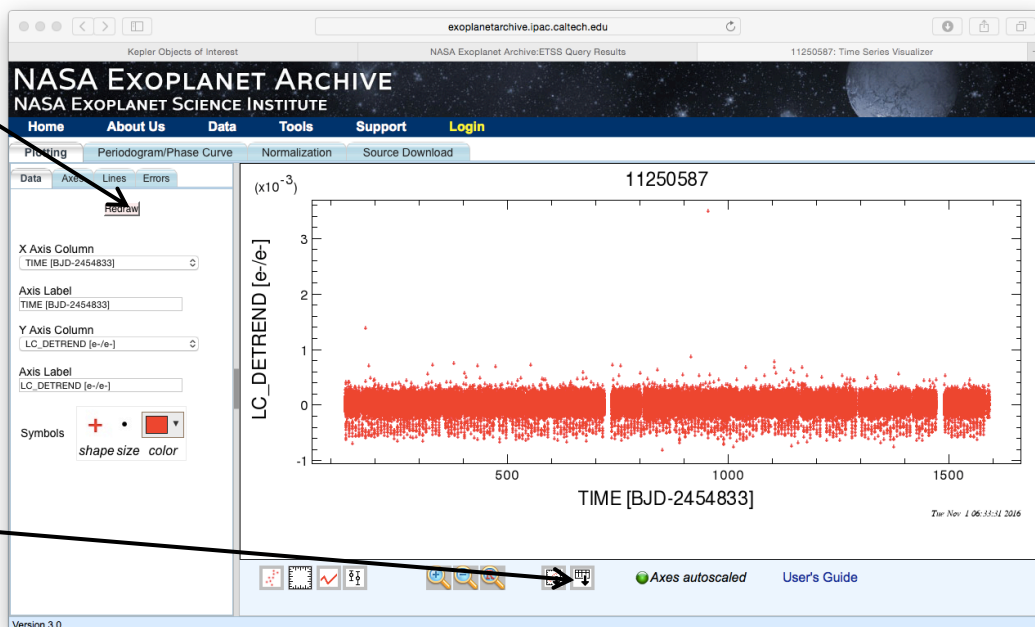 exoplanetarchive.ipac.caltech.edu
Kepler Objects of Interest
NASA Exoplanet Archive:ETSS Query Results
11250587: Time Series Visualizer
NASA EXOPLANET ARCHIVE
NASA EXOPLANET SCIENCE INSTITUTE
Home About Us Data Tools Support Login
Plotting Periodogram/Phase Curve Normalization Source Download
Data Axes Lines Errors
Redraw
X Axis Column
TIME [BJD-2454833]
Axis Label
TIME [BJD-2454833]
Y Axis Column
LC_DETREND [e-/e-]
Axis Label
LC_DETREND [e-/e-]
Symbols
shape size color
11250587
(x10-3)
3
2
1
0
-1
LC_DETREND [e-/e-]
500 1000 1500
TIME [BJD-2454833]
Tue Nov 1 06:33:31 2016
Axes autoscaled
User's Guide
Version 3.0